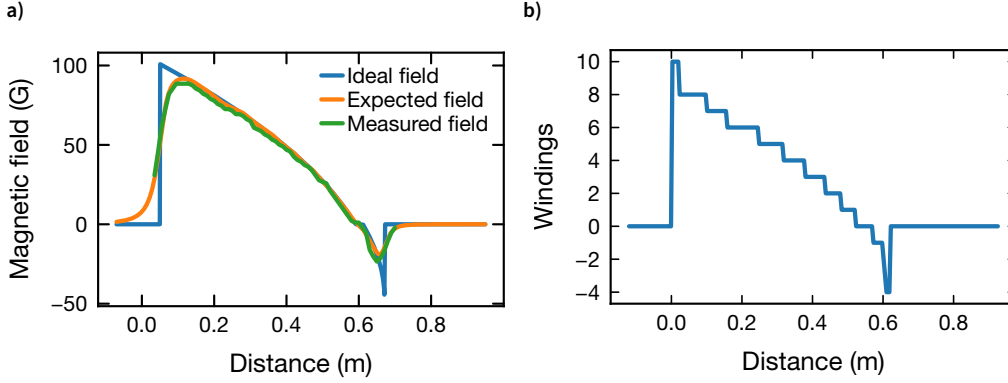 a)
Magnetic field (G)
100
50
0
−50
Ideal field
Expected field
Measured field
0.0 0.2 0.4 0.6 0.8
Distance (m)
b)
Windings
10
8
6
4
2
0
−2
−4
0.0 0.2 0.4 0.6 0.8
Distance (m)